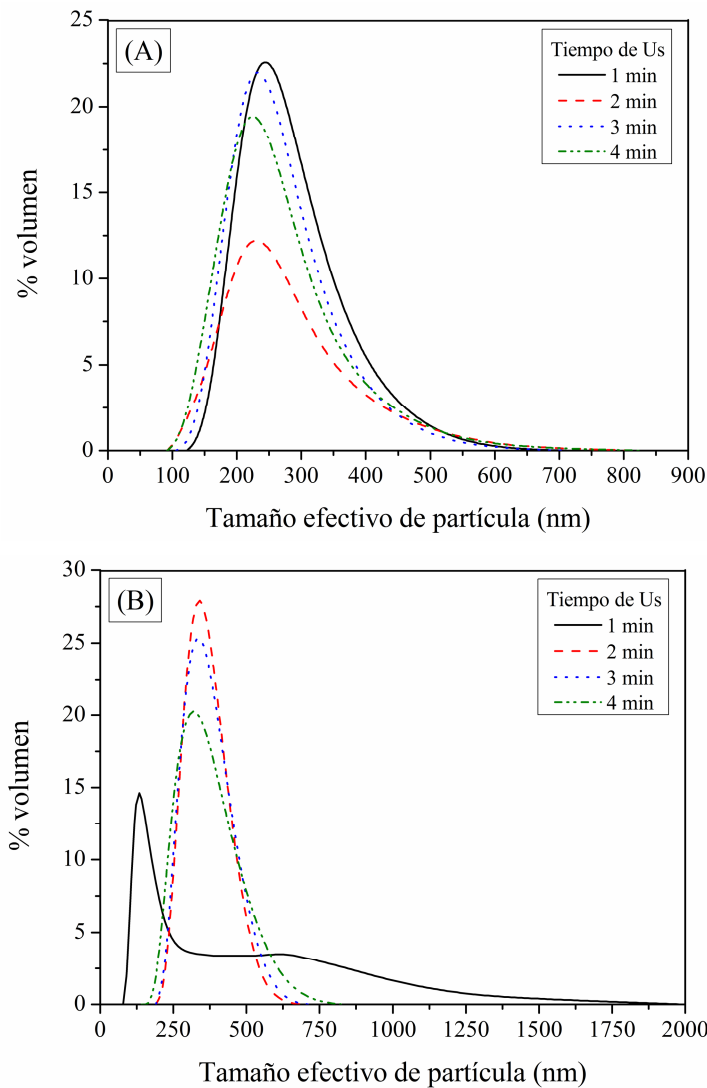 (A)
Tiempo de Us
1 min
2 min
3 min
4 min
25
20
15
10
5
0
% volumen
0 100 200 300 400 500 600 700 800 900
Tamaño efectivo de partícula (nm)
(B)
Tiempo de Us
1 min
2 min
3 min
4 min
30
25
20
15
10
5
0
% volumen
0 250 500 750 1000 1250 1500 1750 2000
Tamaño efectivo de partícula (nm)